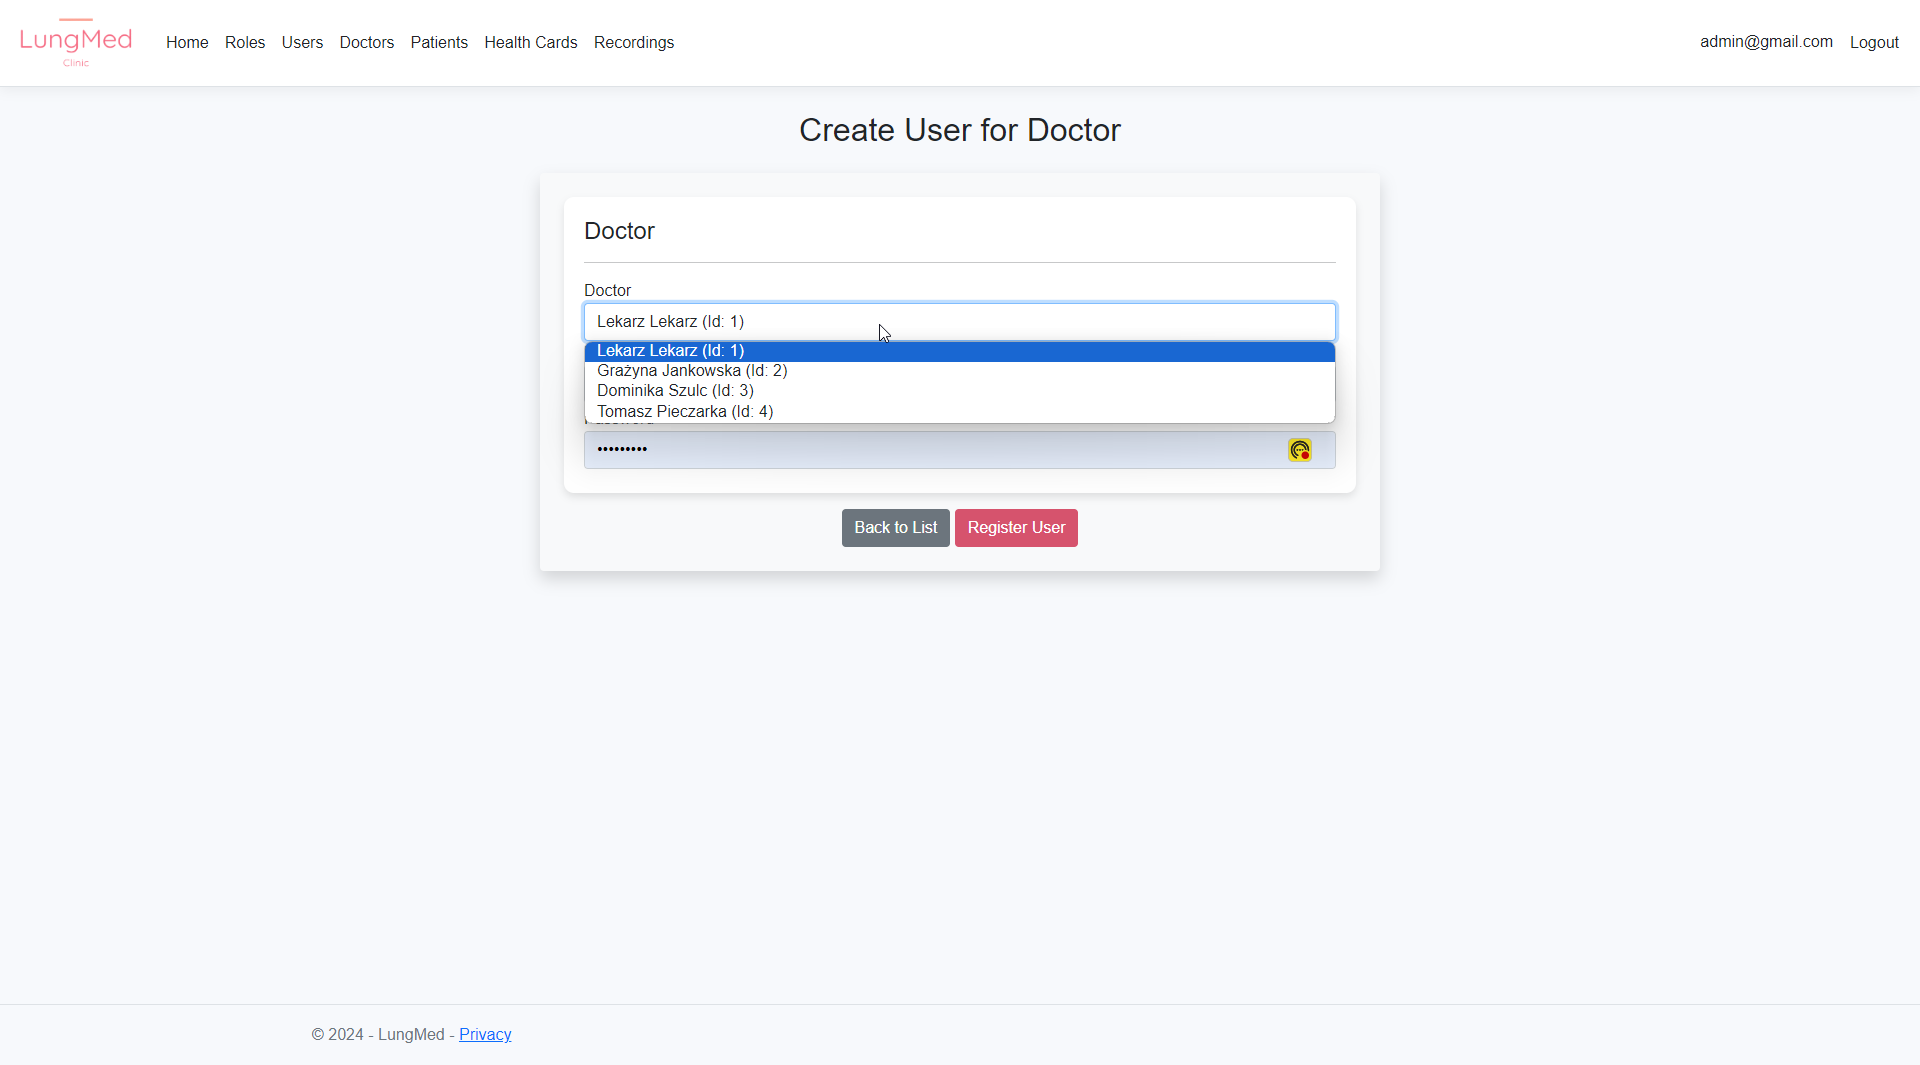 LungMed
Clinic
Home Roles Users Doctors Patients Health Cards Recordings
admin@gmail.com Logout
Create User for Doctor
Doctor
Doctor
Lekarz Lekarz (Id: 1)
Lekarz Lekarz (Id: 1)
Grażyna Jankowska (Id: 2)
Dominika Szulc (Id: 3)
Tomasz Pieczarka (Id: 4)
•••••••••
Back to List Register User
© 2024 - LungMed - Privacy